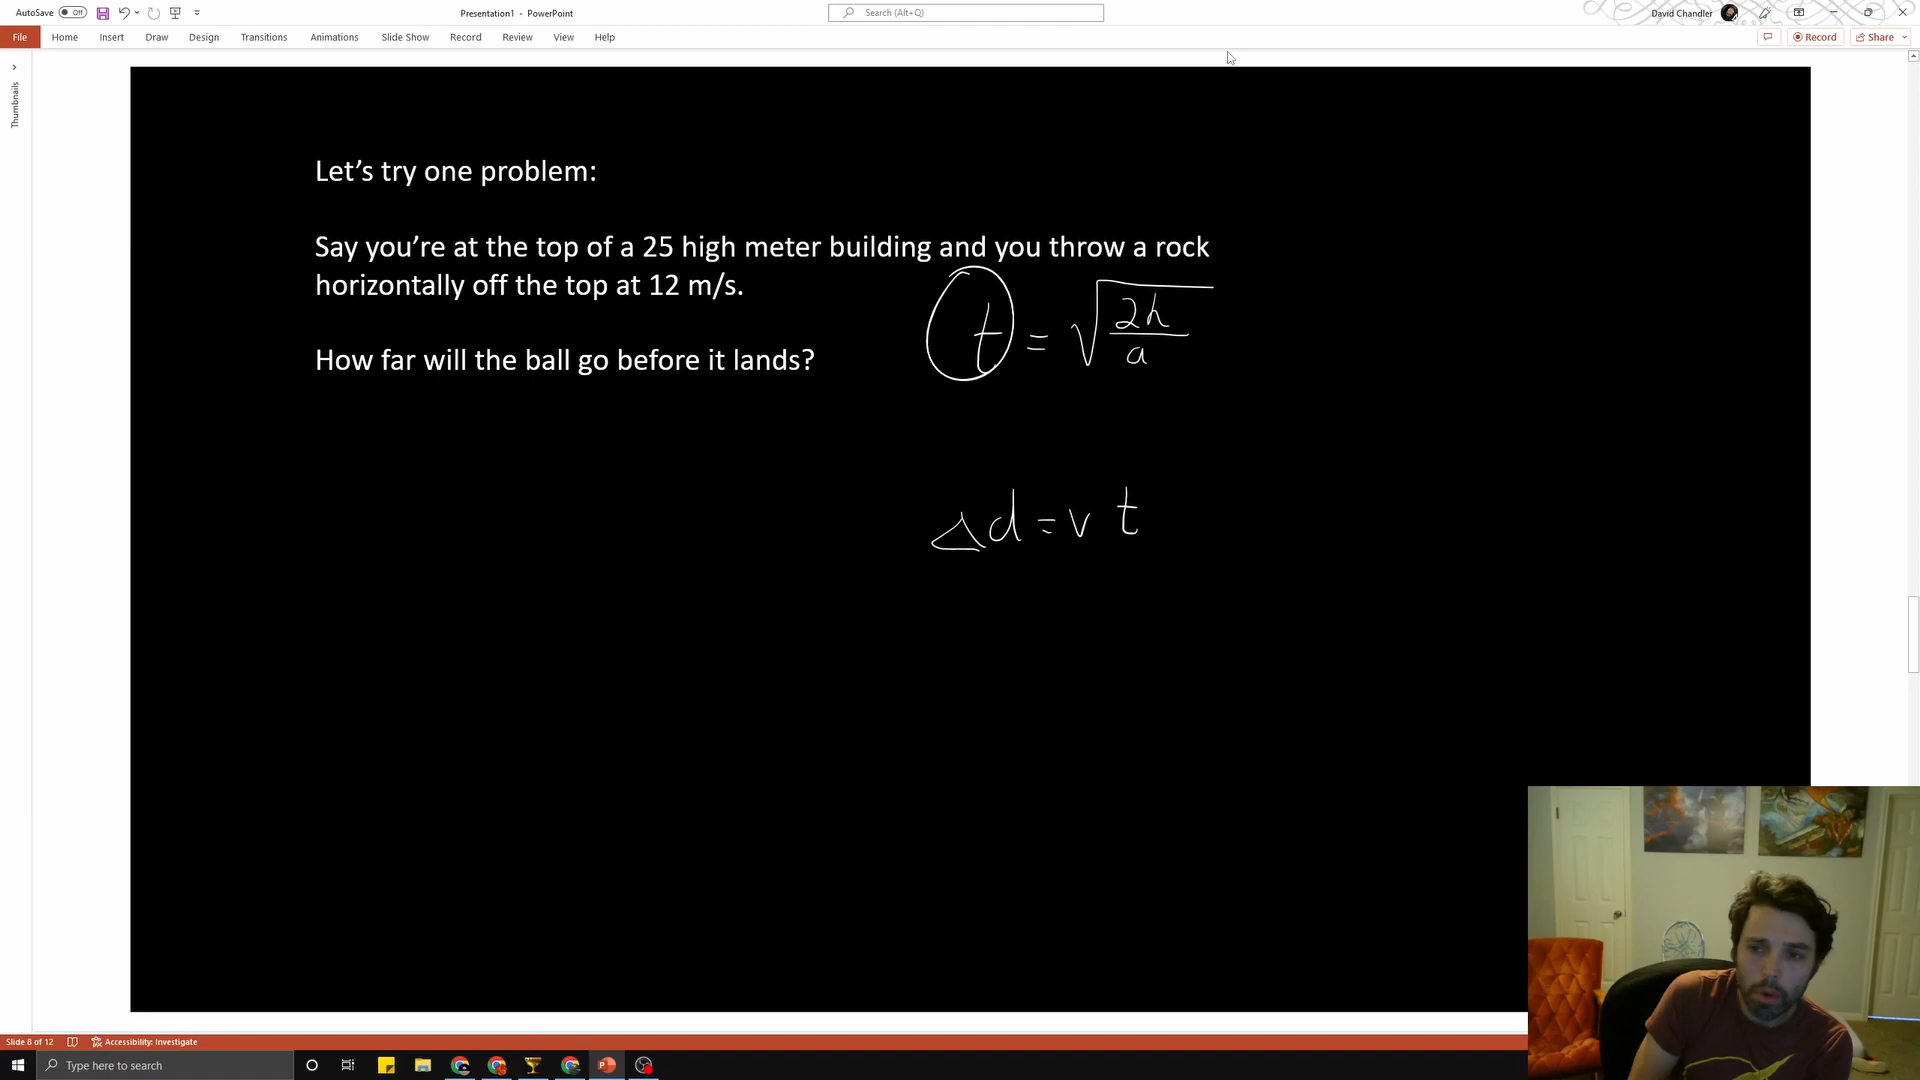 AutoSave Off Presentation1 - PowerPoint Search (Alt+Q) David Chandler
File Home Insert Draw Design Transitions Animations Slide Show Record Review View Help Record Share
Thumbnails
Let's try one problem:
Say you're at the top of a 25 high meter building and you throw a rock
horizontally off the top at 12 m/s.
t = √(2h/a)
How far will the ball go before it lands?
Δd = v t
Slide 8 of 12 Accessibility: Investigate
Type here to search